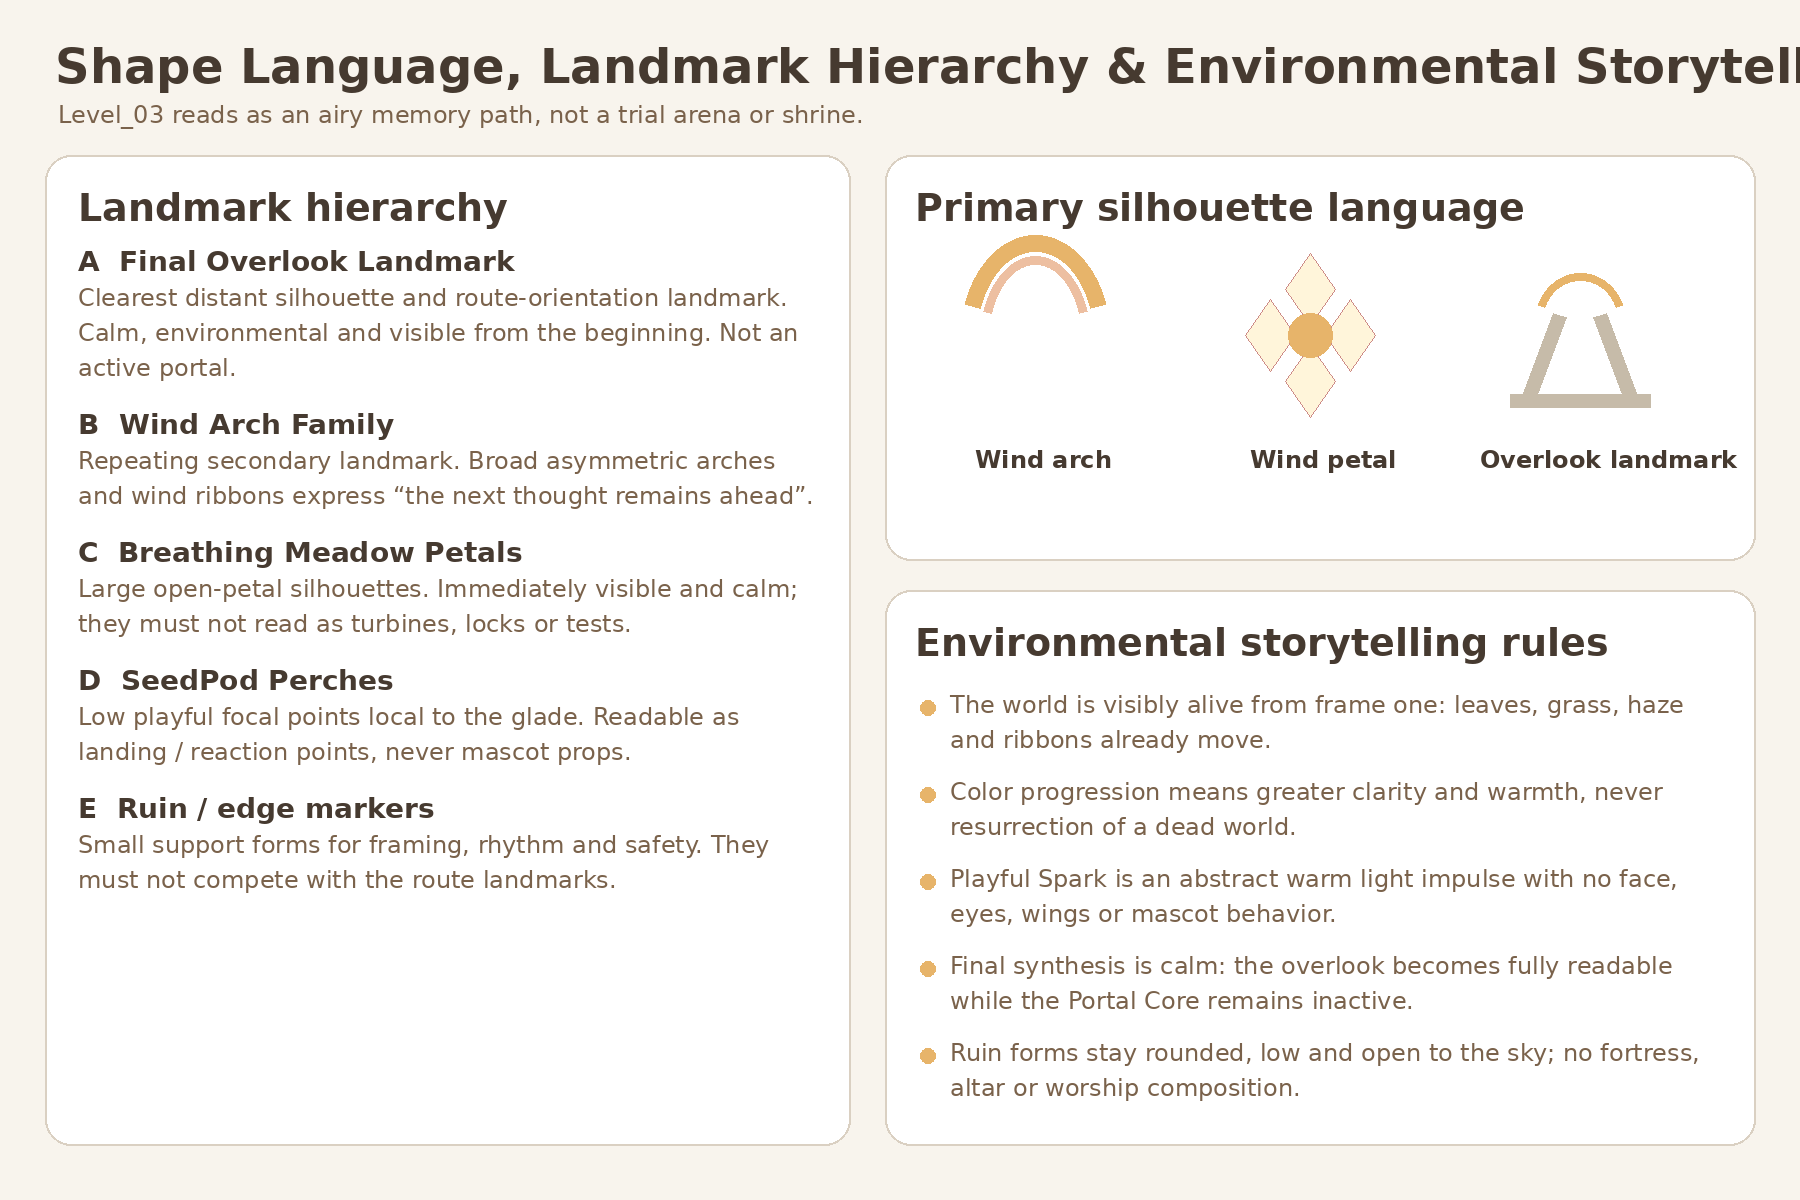 Shape Language, Landmark Hierarchy & Environmental Storytell
Level_03 reads as an airy memory path, not a trial arena or shrine.
Landmark hierarchy
A Final Overlook Landmark
Clearest distant silhouette and route-orientation landmark.
Calm, environmental and visible from the beginning. Not an
active portal.
B Wind Arch Family
Repeating secondary landmark. Broad asymmetric arches
and wind ribbons express “the next thought remains ahead”.
C Breathing Meadow Petals
Large open-petal silhouettes. Immediately visible and calm;
they must not read as turbines, locks or tests.
D SeedPod Perches
Low playful focal points local to the glade. Readable as
landing / reaction points, never mascot props.
E Ruin / edge markers
Small support forms for framing, rhythm and safety. They
must not compete with the route landmarks.
Primary silhouette language
Wind arch
Wind petal
Overlook landmark
Environmental storytelling rules
The world is visibly alive from frame one: leaves, grass, haze
and ribbons already move.
Color progression means greater clarity and warmth, never
resurrection of a dead world.
Playful Spark is an abstract warm light impulse with no face,
eyes, wings or mascot behavior.
Final synthesis is calm: the overlook becomes fully readable
while the Portal Core remains inactive.
Ruin forms stay rounded, low and open to the sky; no fortress,
altar or worship composition.